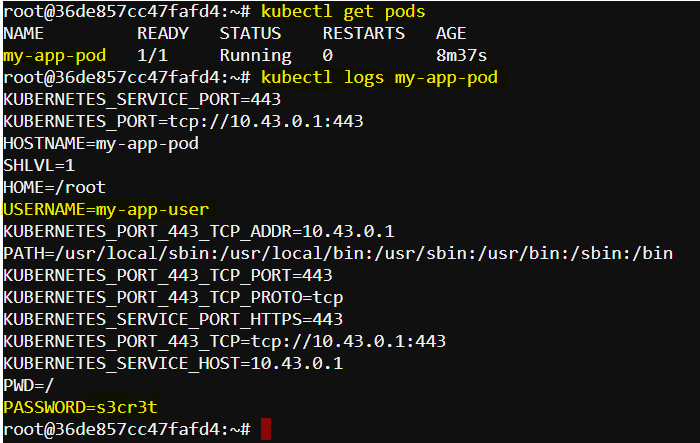 root@36de857cc47fafd4:~# kubectl get pods
NAME         READY   STATUS    RESTARTS   AGE
my-app-pod   1/1     Running   0          8m37s
root@36de857cc47fafd4:~# kubectl logs my-app-pod
KUBERNETES_SERVICE_PORT=443
KUBERNETES_PORT=tcp://10.43.0.1:443
HOSTNAME=my-app-pod
SHLVL=1
HOME=/root
USERNAME=my-app-user
KUBERNETES_PORT_443_TCP_ADDR=10.43.0.1
PATH=/usr/local/sbin:/usr/local/bin:/usr/sbin:/usr/bin:/sbin:/bin
KUBERNETES_PORT_443_TCP_PORT=443
KUBERNETES_PORT_443_TCP_PROTO=tcp
KUBERNETES_SERVICE_PORT_HTTPS=443
KUBERNETES_PORT_443_TCP=tcp://10.43.0.1:443
KUBERNETES_SERVICE_HOST=10.43.0.1
PWD=/
PASSWORD=s3cr3t
root@36de857cc47fafd4:~#